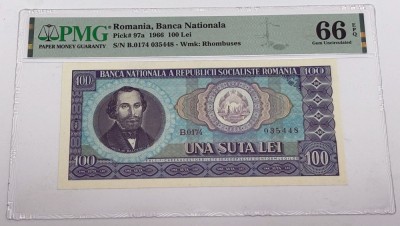 PMG
PAPER MONEY GUARANTY
Romania, Banca Nationala
Pick# 97a 1966 100 Lei
S/N B.0174 035448 - Wmk: Rhombuses
66 EPQ
Gem Uncirculated
100
BANCA NATIONALA A REPUBLICII SOCIALISTE ROMANIA
100
B.0174
035448
UNA SUTA LEI
100
100